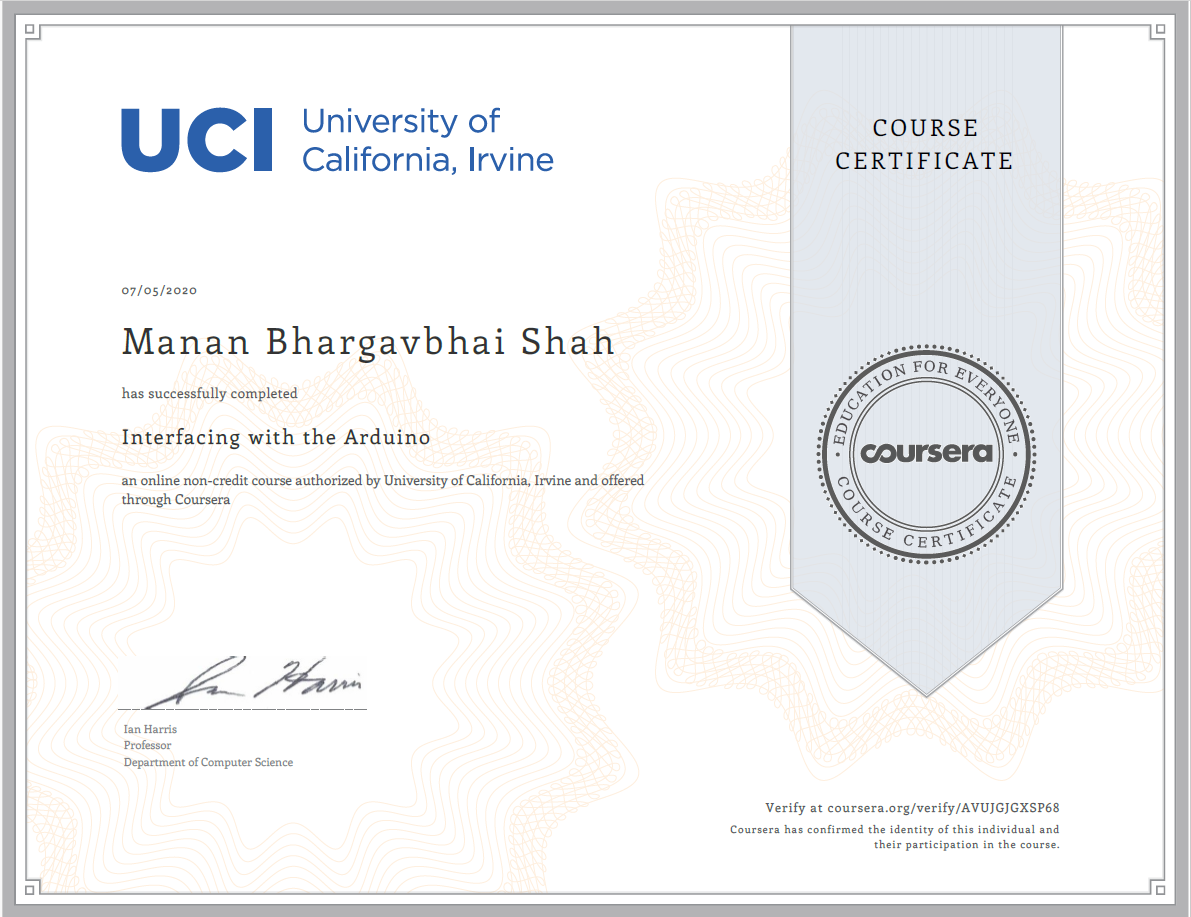 UCI
University of
California, Irvine
COURSE
CERTIFICATE
07/05/2020
Manan Bhargavbhai Shah
has successfully completed
Interfacing with the Arduino
an online non-credit course authorized by University of California, Irvine and offered
through Coursera
EDUCATION FOR EVERYONE
coursera
COURSE CERTIFICATE
Ian Harris
Ian Harris
Professor
Department of Computer Science
Verify at coursera.org/verify/AVUJGJGXSP68
Coursera has confirmed the identity of this individual and
their participation in the course.